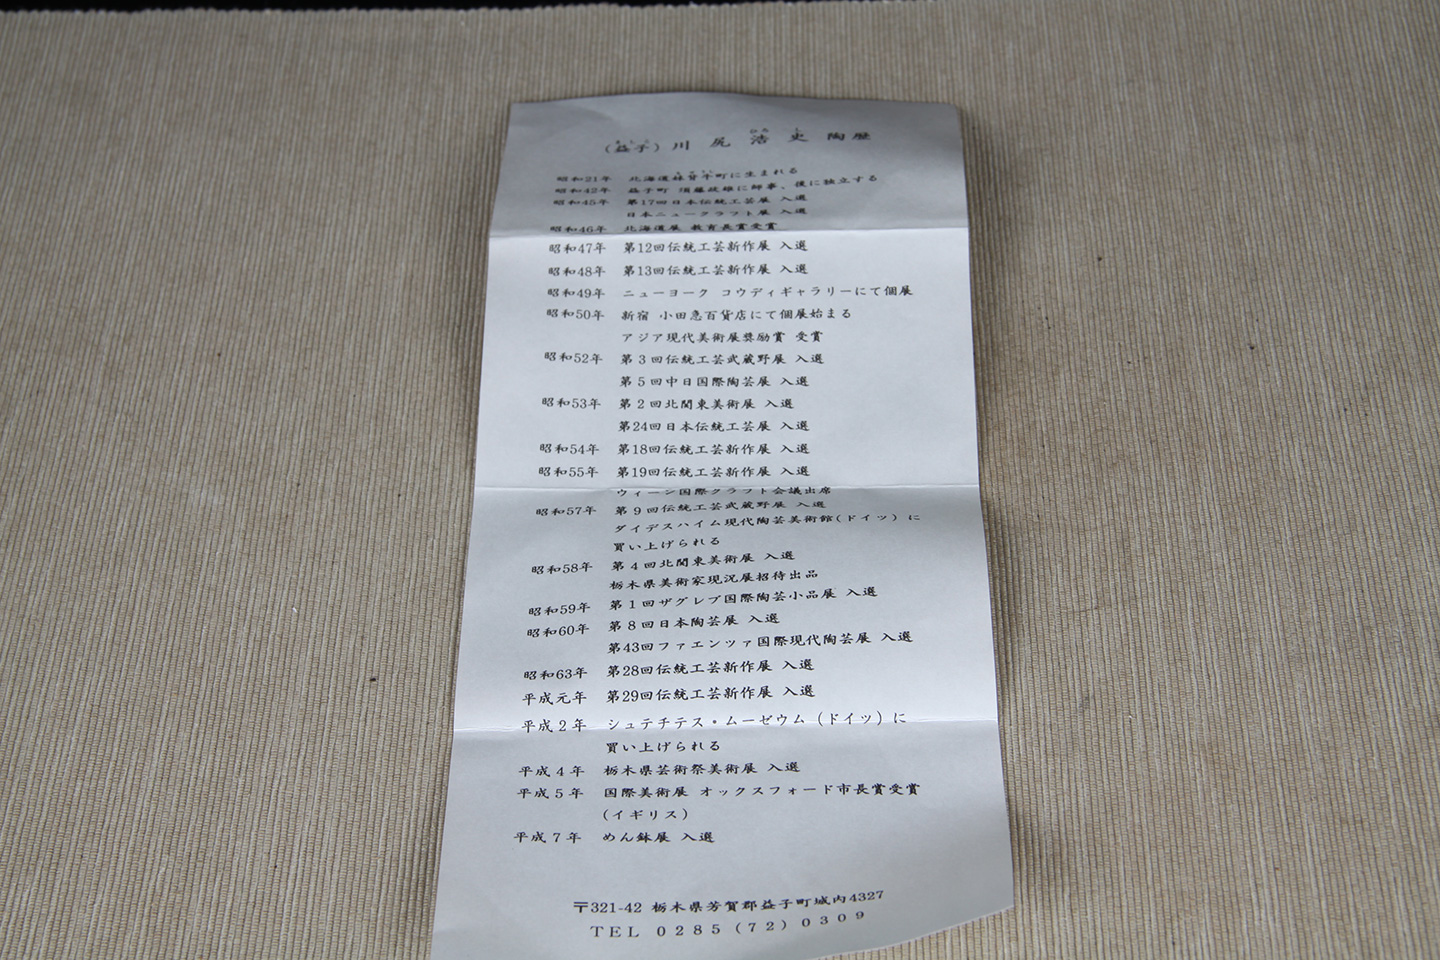 (益子) 川尻浩史 陶歴
ましこ ひろし
昭和21年 北海道経 町に生まれる
昭和42年 益子町 須藤政雄に師事、後に独立する
昭和45年 第17回日本伝統工芸展 入選
日本ニュークラフト展 入選
昭和46年 北海道展 教育長賞受賞
昭和47年 第12回伝統工芸新作展 入選
昭和48年 第13回伝統工芸新作展 入選
昭和49年 ニューヨーク コウディギャラリーにて個展
昭和50年 新宿 小田急百貨店にて個展始まる
アジア現代美術展奨励賞 受賞
昭和52年 第3回伝統工芸武蔵野展 入選
第5回中日国際陶芸展 入選
昭和53年 第2回北関東美術展 入選
第24回日本伝統工芸展 入選
昭和54年 第18回伝統工芸新作展 入選
昭和55年 第19回伝統工芸新作展 入選
ウィーン国際クラフト会議出席
昭和57年 第9回伝統工芸武蔵野展 入選
ダイデスハイム現代陶芸美術館(ドイツ)に
買い上げられる
昭和58年 第4回北関東美術展 入選
栃木県美術家現況展招待出品
昭和59年 第1回ザグレブ国際陶芸小品展 入選
昭和60年 第8回日本陶芸展 入選
第43回ファエンツァ国際現代陶芸展 入選
昭和63年 第28回伝統工芸新作展 入選
平成元年 第29回伝統工芸新作展 入選
平成2年 シュテチテス・ムーゼウム(ドイツ)に
買い上げられる
平成4年 栃木県芸術祭美術展 入選
平成5年 国際美術展 オックスフォード市長賞受賞
(イギリス)
平成7年 めん鉢展 入選
〒321-42 栃木県芳賀郡益子町城内4327
TEL 0285(72)0309